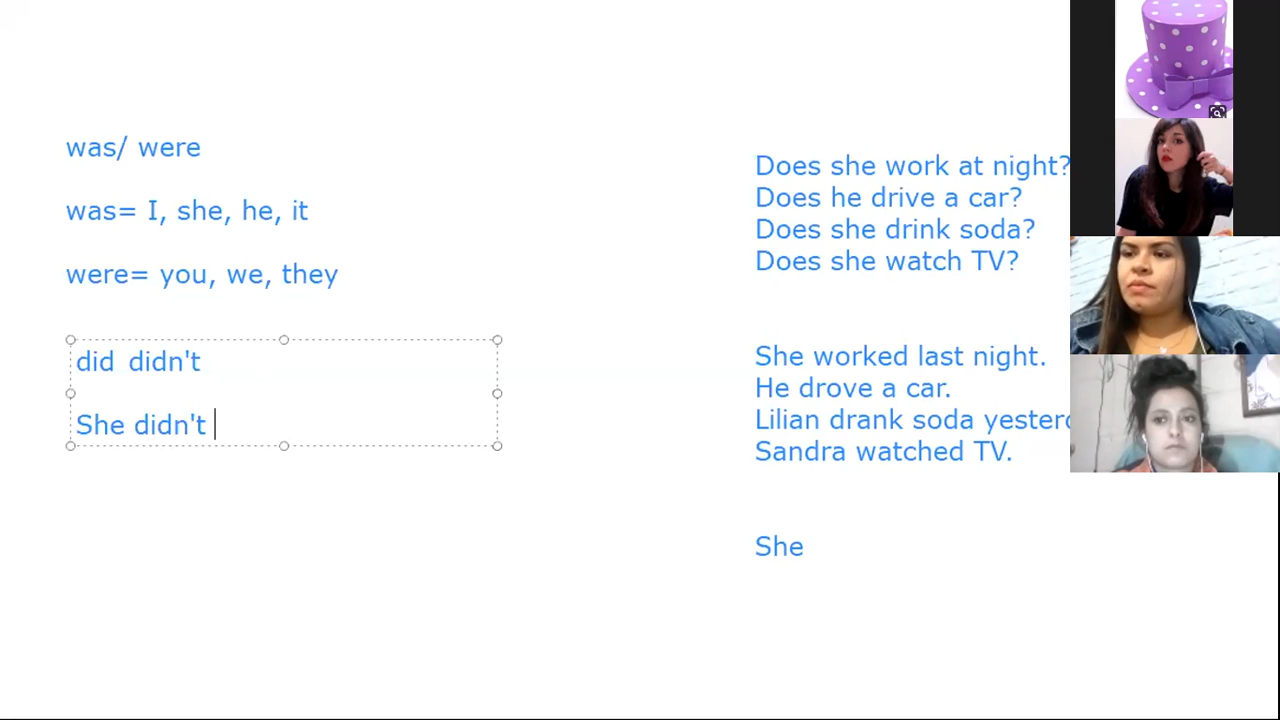 was/ were
was= I, she, he, it
were= you, we, they
did didn't
She didn't
Does she work at night?
Does he drive a car?
Does she drink soda?
Does she watch TV?
She worked last night.
He drove a car.
Lilian drank soda
Sandra watched TV.
She